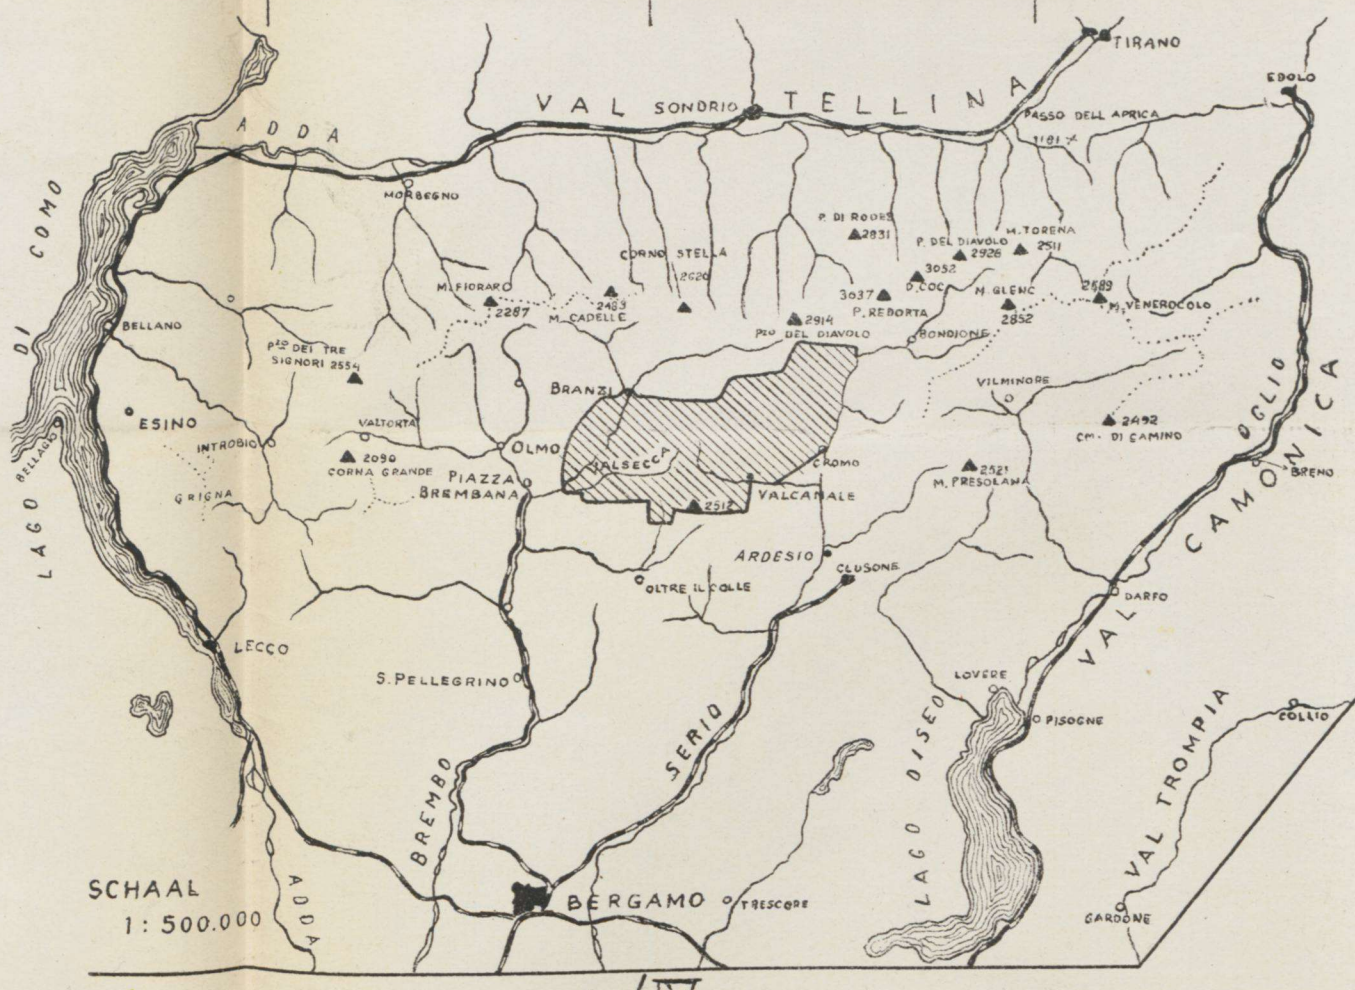 TIRANO
EDOLO
VAL SONDRIO TELLINA
PASSO DELL APRICA
1181
ADDA
MORBEGNO
LAGO DI COMO
P. DI RODES
2831
P. DEL DIAVOLO
2926
M. TORENA
2511
CORNO STELLA
2620
3052
D. COCA
M. FIORARO
2287
2483
M. CADELLE
3037
P. REDORTA
M. GLENO
2852
2589
M. VENEROCOLO
2914
PZO DEL DIAVOLO
BONDIONE
BELLANO
PZO DEI TRE
SIGNORI 2554
BRANZI
VILMINORE
ESINO
VALTORTA
INTROBIO
OLMO
2492
CM. DI CAMINO
OGLIO
BELLAGIO
2090
CORNA GRANDE
PIAZZA
BREMBANA
VALSECCA
CROMO
2521
M. PRESOLANA
BRENO
GRIGNA
VALCANALE
2512
VAL CAMONICA
ARDESIO
CLUSONE
OLTRE IL COLLE
DARFO
LECCO
S. PELLEGRINO
LOVERE
PISOGNE
COLLIO
BREMBO
SERIO
LAGO DISEO
VAL TROMPIA
SCHAAL
1: 500.000
ADDA
BERGAMO
TRESCORE
GARDONE